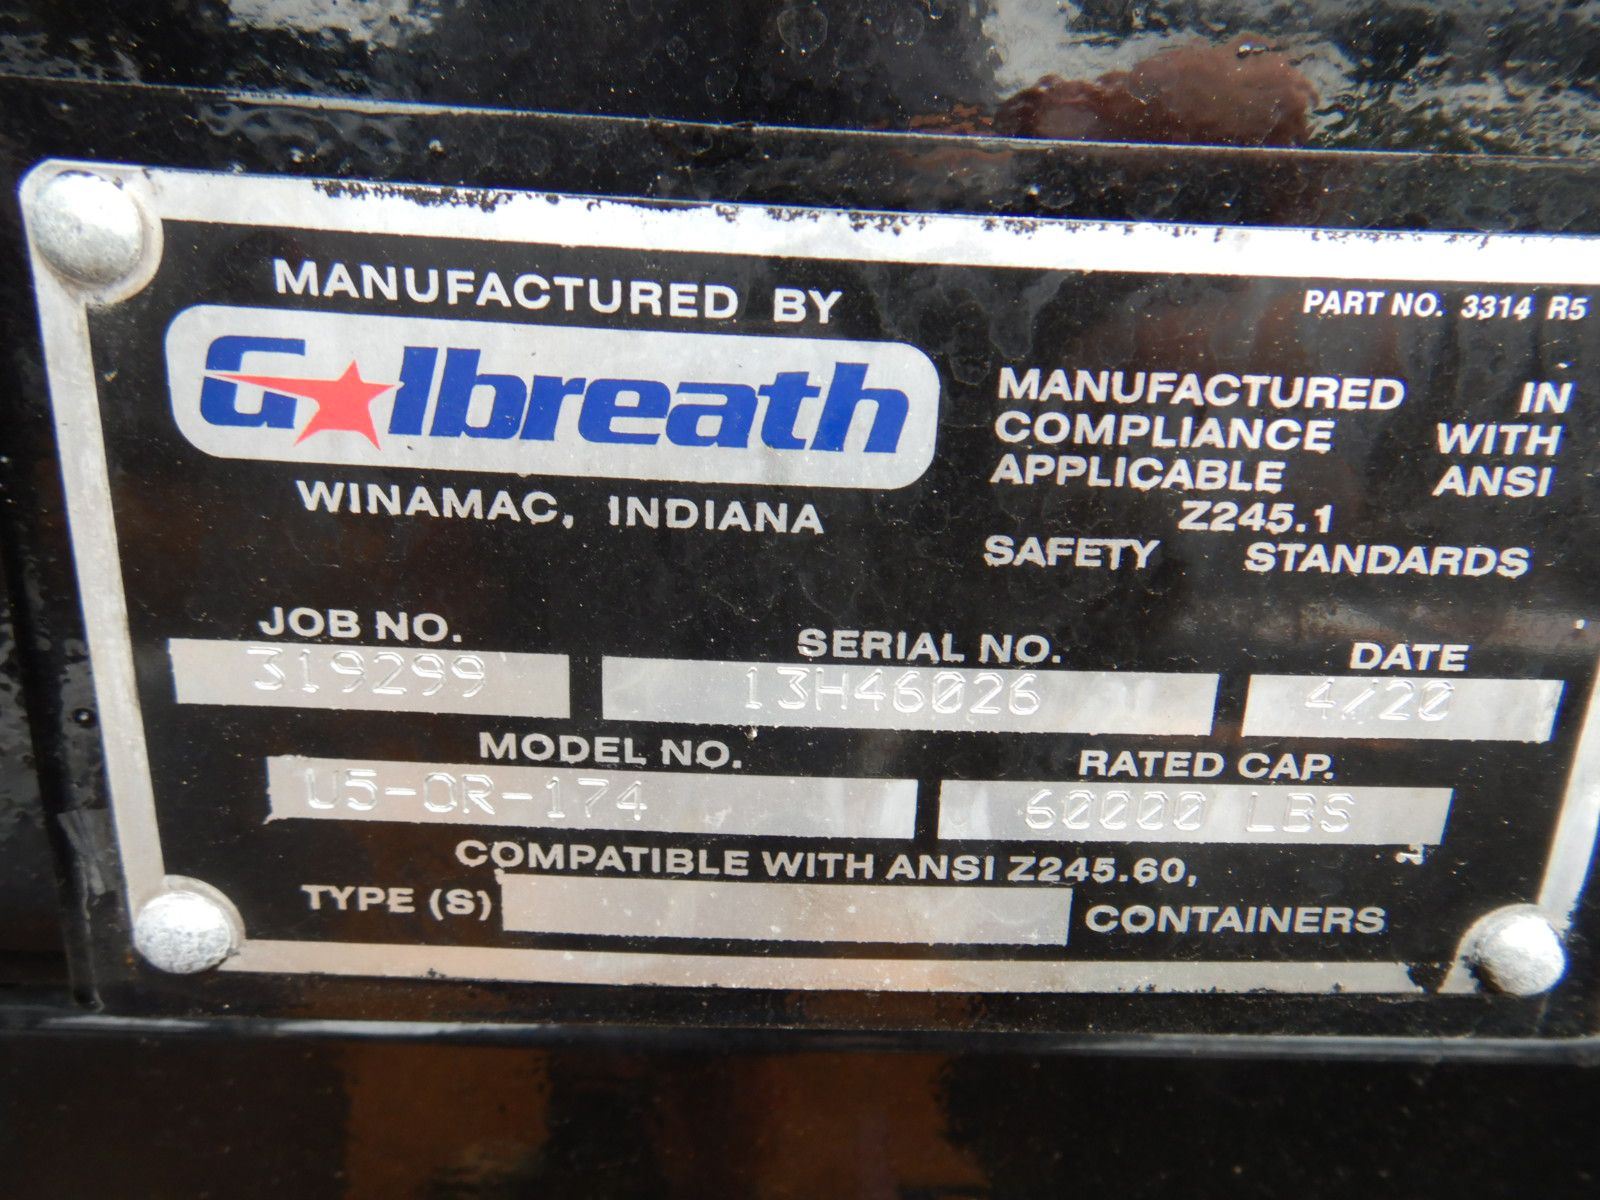 MANUFACTURED BY
Galbreath
WINAMAC, INDIANA
PART NO. 3314 R5
MANUFACTURED IN
COMPLIANCE WITH
APPLICABLE ANSI
Z245.1
SAFETY STANDARDS
JOB NO. SERIAL NO. DATE
319299 13H46026 4/20
MODEL NO. RATED CAP.
U5-OR-174 60000 LBS
COMPATIBLE WITH ANSI Z245.60,
TYPE (S) CONTAINERS